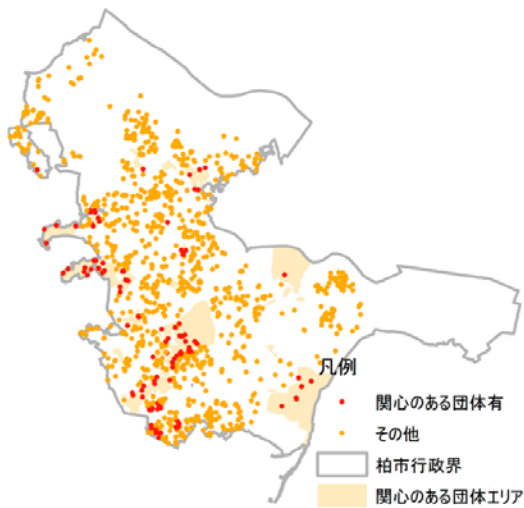 凡例
関心のある団体有
その他
柏市行政界
関心のある団体エリア